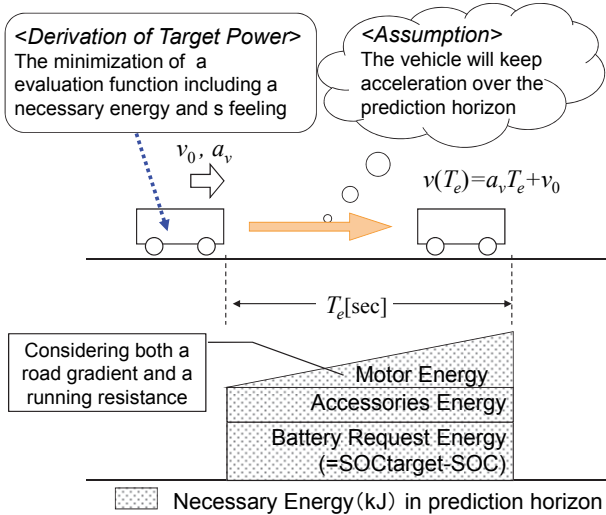 <Derivation of Target Power>
The minimization of a
evaluation function including a
necessary energy and s feeling
<Assumption>
The vehicle will keep
acceleration over the
prediction horizon
v0, av
v(Te)=avTe+v0
Te[sec]
Considering both a
road gradient and a
running resistance
Motor Energy
Accessories Energy
Battery Request Energy
(=SOCtarget-SOC)
Necessary Energy(kJ) in prediction horizon